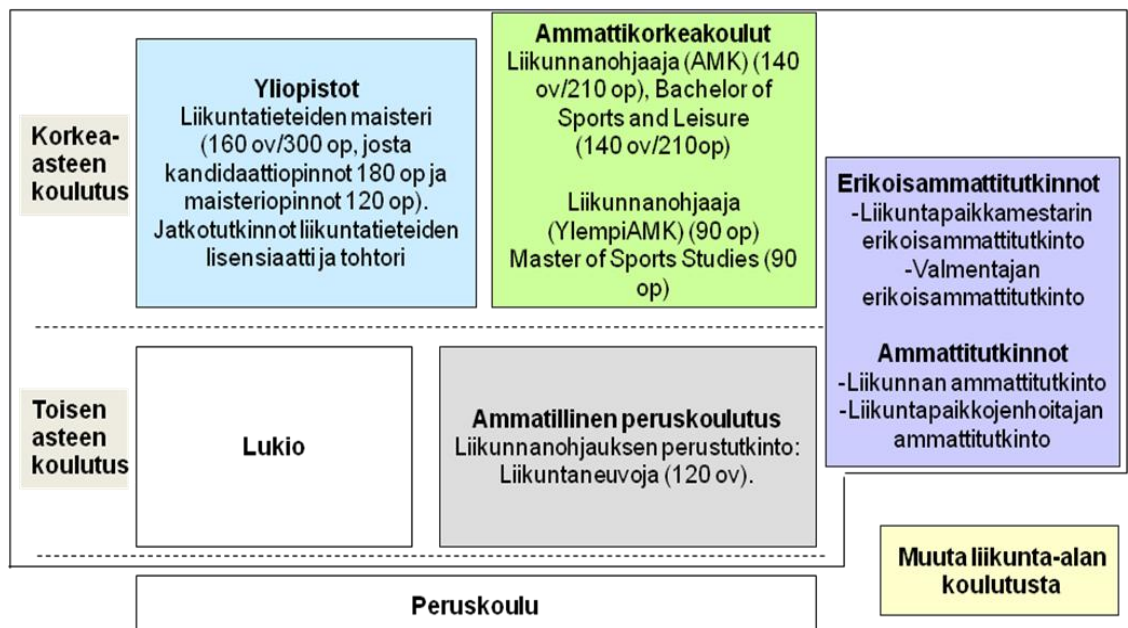 Korkea-
asteen
koulutus
Yliopistot
Liikuntatieteiden maisteri
(160 ov/300 op, josta
kandidaattiopinnot 180 op ja
maisteriopinnot 120 op).
Jatkotutkinnot liikuntatieteiden
lisensiaatti ja tohtori
Ammattikorkeakoulut
Liikunnanohjaaja (AMK) (140
ov/210 op), Bachelor of
Sports and Leisure
(140 ov/210op)
Liikunnanohjaaja
(YlempiAMK) (90 op)
Master of Sports Studies (90
op)
Erikoisammattitutkinnot
-Liikuntapaikkamestarin
erikoisammattitutkinto
-Valmentajan
erikoisammattitutkinto
Ammattitutkinnot
-Liikunnan ammattitutkinto
-Liikuntapaikkojenhoitajan
ammattitutkinto
Toisen
asteen
koulutus
Lukio
Ammatillinen peruskoulutus
Liikunnanohjauksen perustutkinto:
Liikuntaneuvoja (120 ov).
Muuta liikunta-alan
koulutusta
Peruskoulu